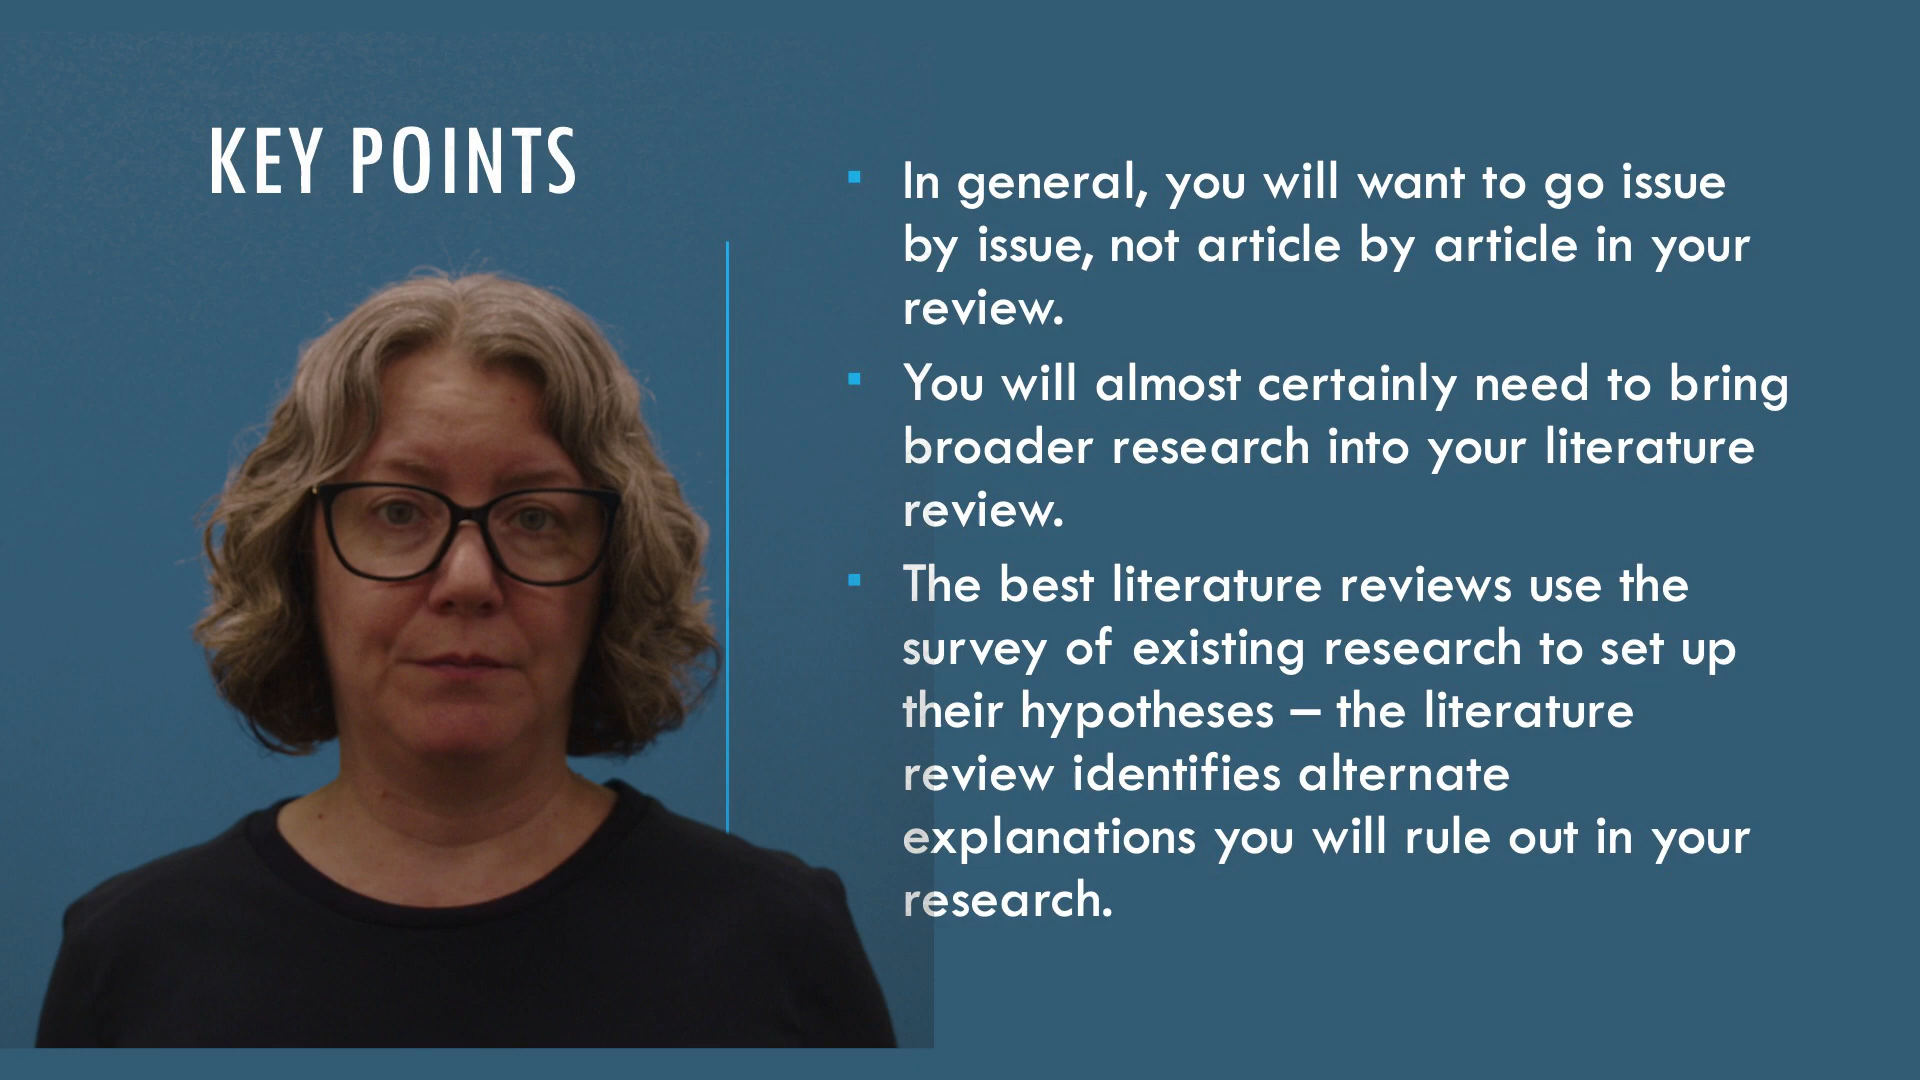 KEY POINTS
▪ In general, you will want to go issue
by issue, not article by article in your
review.
▪ You will almost certainly need to bring
broader research into your literature
review.
▪ The best literature reviews use the
survey of existing research to set up
their hypotheses – the literature
review identifies alternate
explanations you will rule out in your
research.